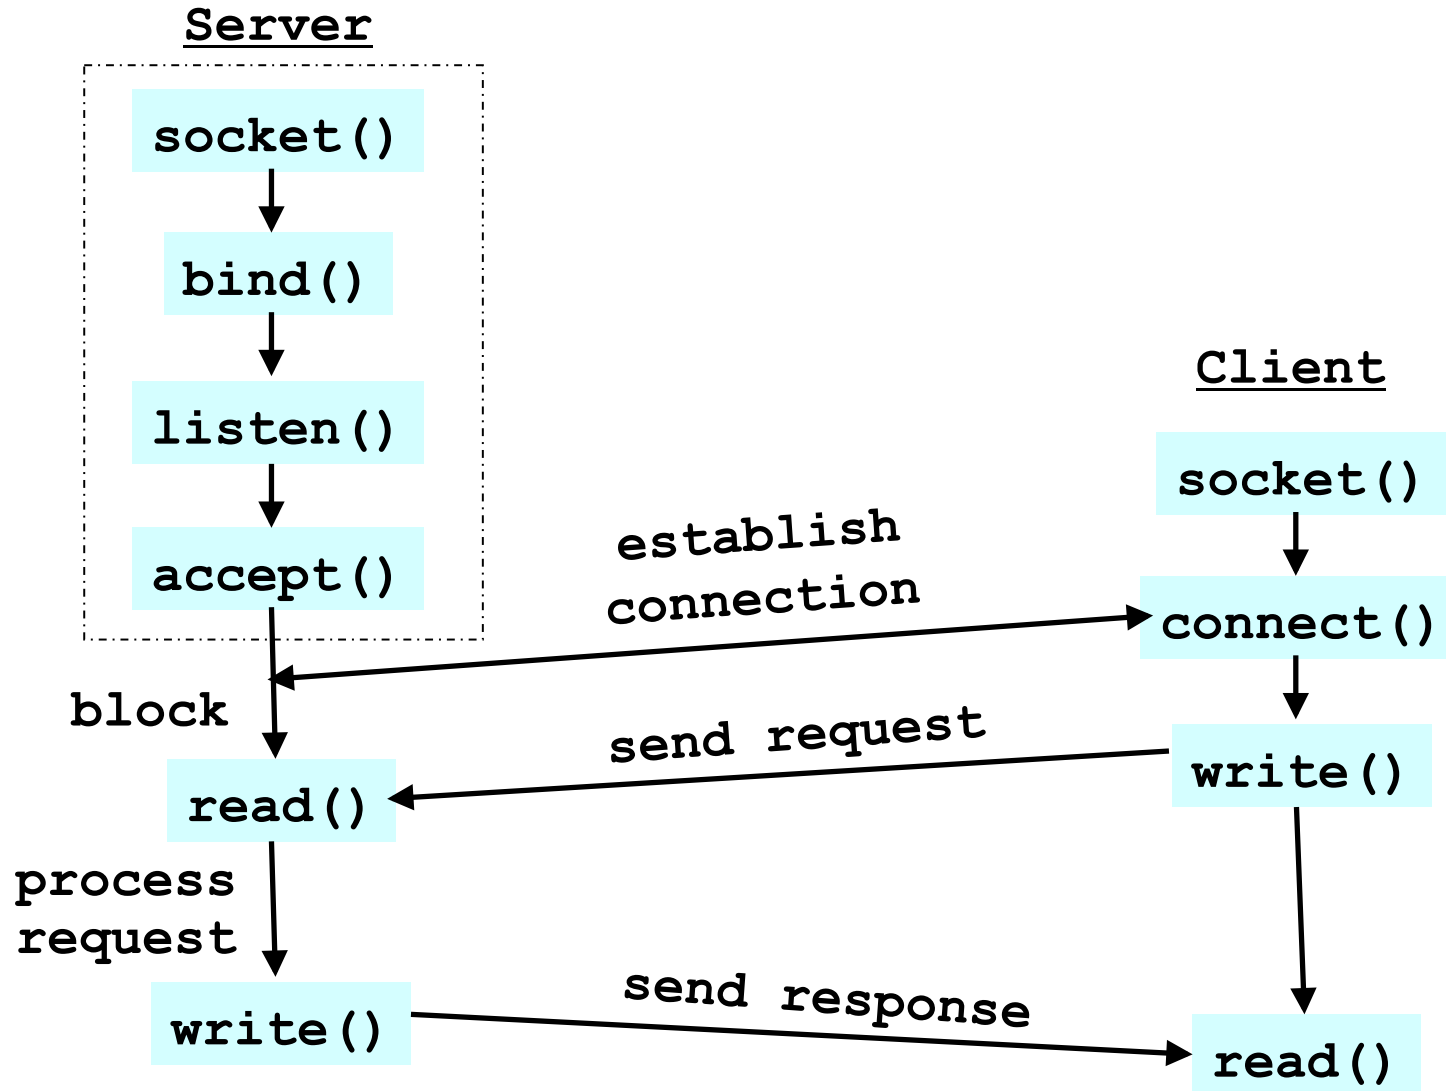 Server
socket()
bind()
listen()
accept()
block
read()
process
request
write()
establish
connection
send request
send response
Client
socket()
connect()
write()
read()